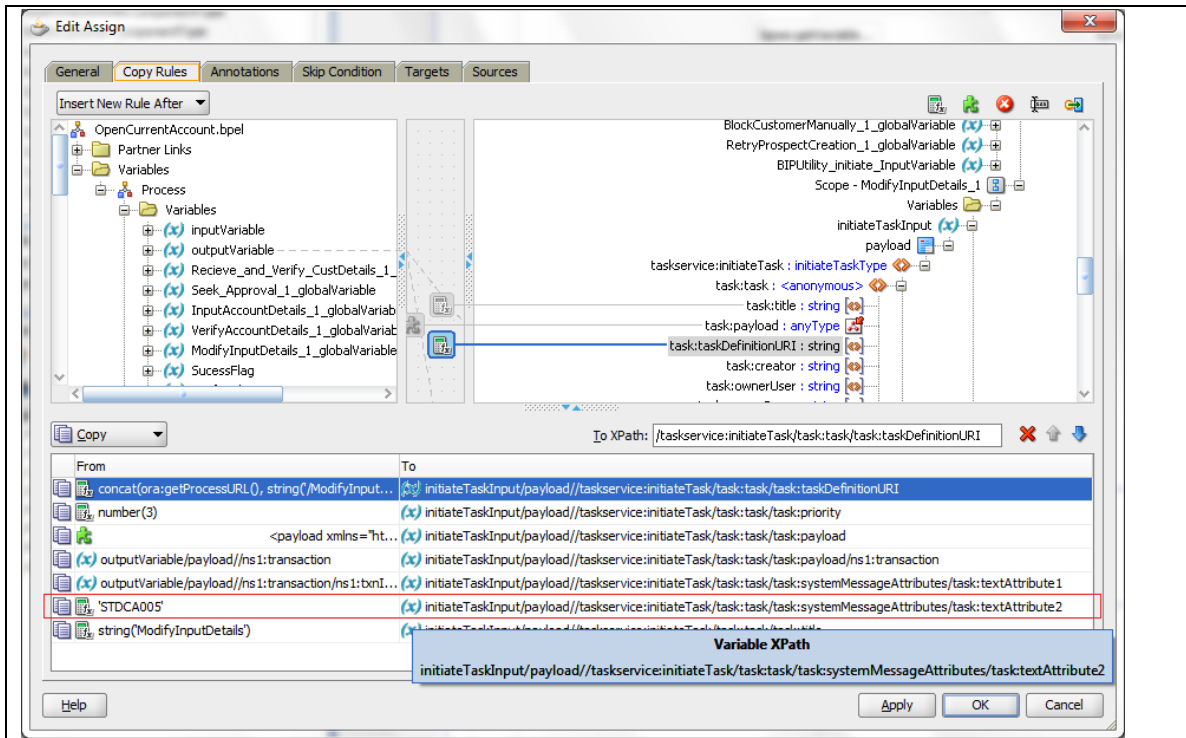 Edit Assign
General Copy Rules Annotations Skip Condition Targets Sources
Insert New Rule After
OpenCurrentAccount.bpel
Partner Links
Variables
Process
Variables
inputVariable
outputVariable
Recieve_and_Verify_CustDetails_1_
Seek_Approval_1_globalVariable
InputAccountDetails_1_globalVariab
VerifyAccountDetails_1_globalVariab
ModifyInputDetails_1_globalVariable
SucessFlag
BlockCustomerManually_1_globalVariable (x)
RetryProspectCreation_1_globalVariable (x)
BIPUtility_initiate_InputVariable (x)
Scope - ModifyInputDetails_1
Variables
initiateTaskInput (x)
payload
taskservice:initiateTask : initiateTaskType
task:task : <anonymous>
task:title : string
task:payload : anyType
task:taskDefinitionURI : string
task:creator : string
task:ownerUser : string
Copy
To XPath: /taskservice:initiateTask/task:task/task:taskDefinitionURI
From To
concat(ora:getProcessURL(), string('/ModifyInput... initiateTaskInput/payload//taskservice:initiateTask/task:task/task:taskDefinitionURI
number(3) (x) initiateTaskInput/payload//taskservice:initiateTask/task:task/task:priority
<payload xmlns="ht... (x) initiateTaskInput/payload//taskservice:initiateTask/task:task/task:payload
(x) outputVariable/payload//ns1:transaction (x) initiateTaskInput/payload//taskservice:initiateTask/task:task/task:payload/ns1:transaction
(x) outputVariable/payload//ns1:transaction/ns1:txnI... (x) initiateTaskInput/payload//taskservice:initiateTask/task:task/task:systemMessageAttributes/task:textAttribute1
'STDCA005' (x) initiateTaskInput/payload//taskservice:initiateTask/task:task/task:systemMessageAttributes/task:textAttribute2
string('ModifyInputDetails') (x) initiateTaskInput/payload//taskservice:initiateTask/task:task/task:title
Variable XPath
initiateTaskInput/payload//taskservice:initiateTask/task:task/task:systemMessageAttributes/task:textAttribute2
Help Apply OK Cancel